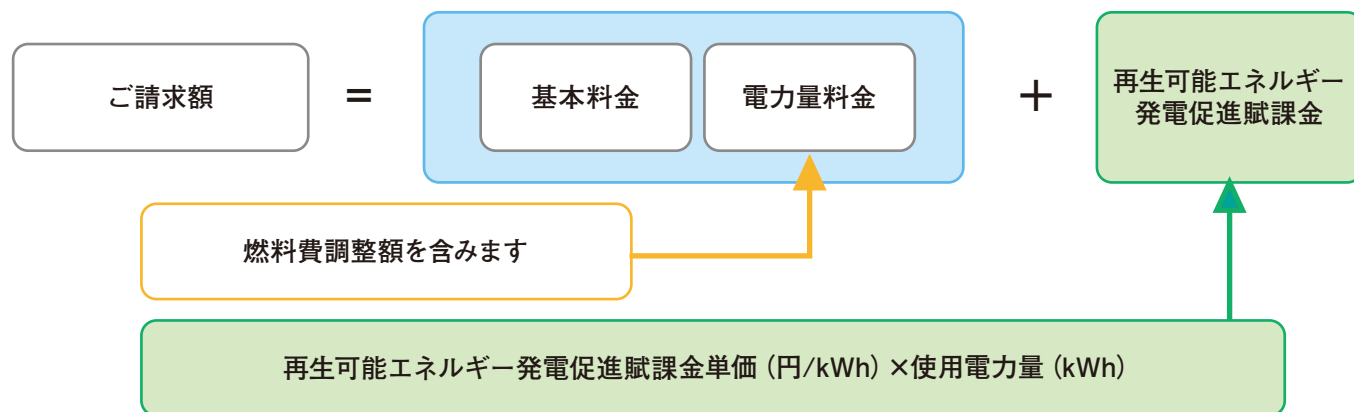 ご請求額
=
基本料金
電力量料金
+
再生可能エネルギー
発電促進賦課金
燃料費調整額を含みます
再生可能エネルギー発電促進賦課金単価 (円/kWh) ×使用電力量 (kWh)